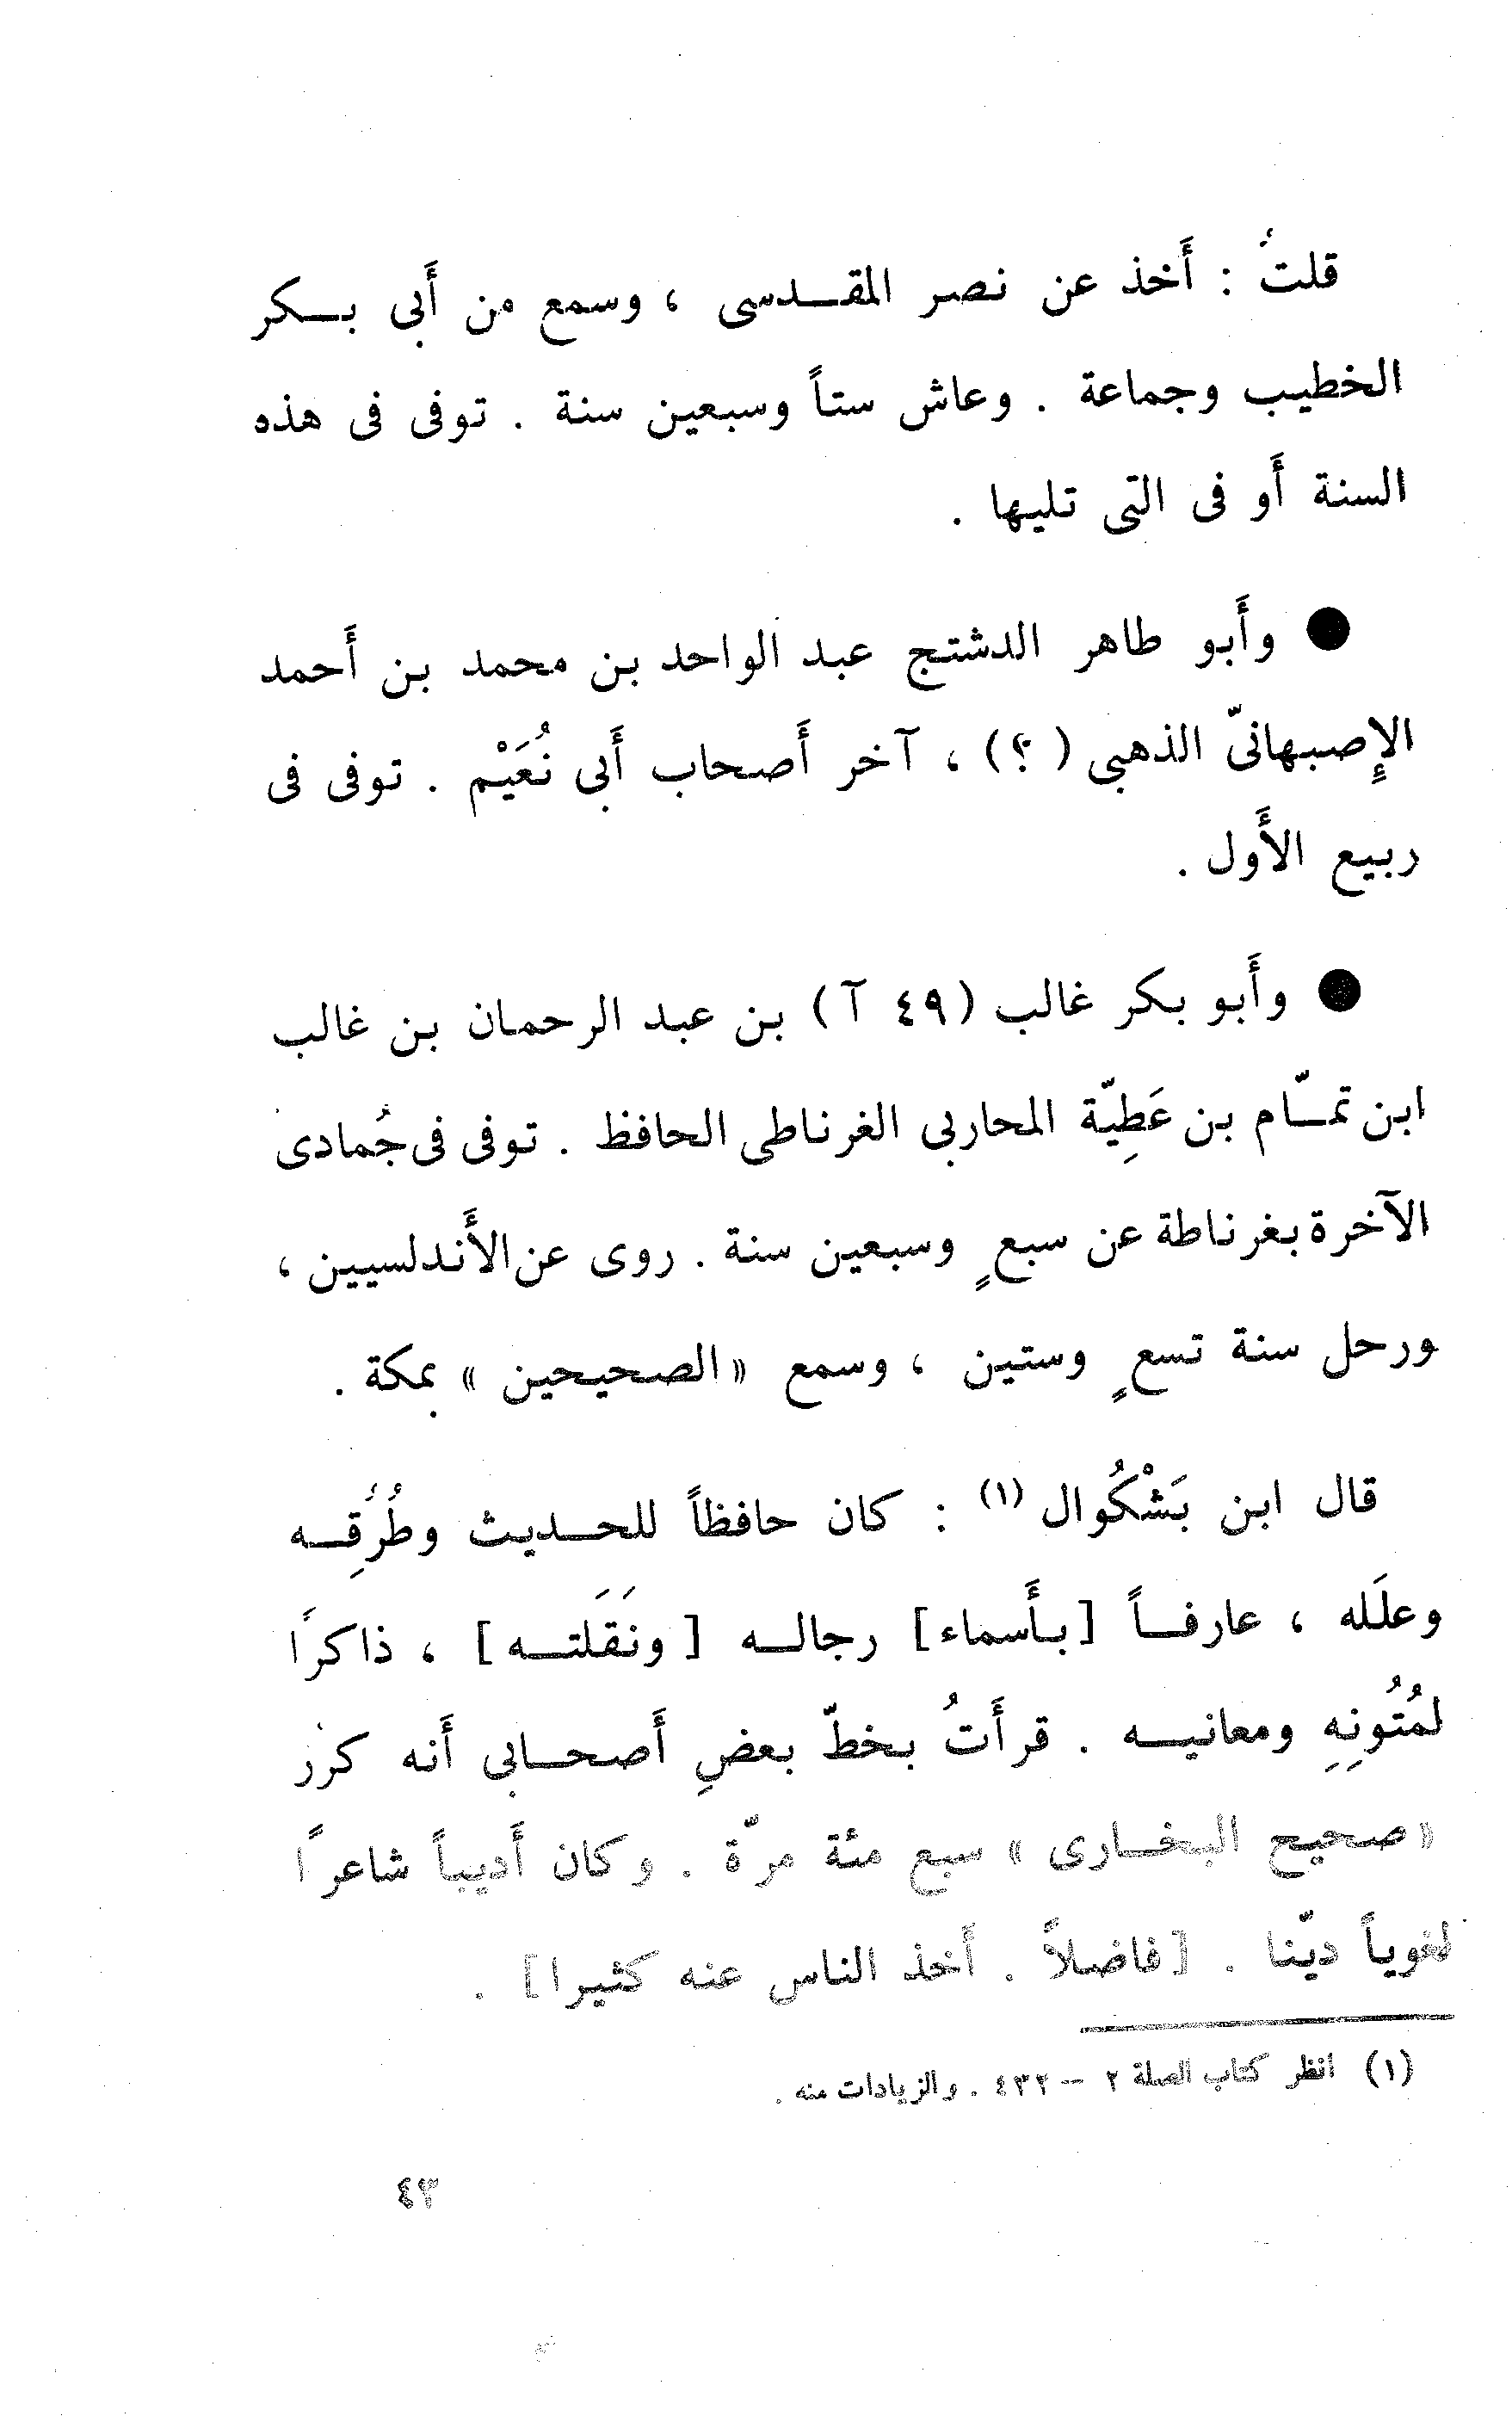 قلتُ : أَخذ عن نصر المقدسى ، وسمع من أَبى بكر
الخطيب وجماعة . وعاش ستاً وسبعين سنة . توفى فى هذه
السنة أَو فى التى تليها .
● وأَبو طاهر الدشتج عبد الواحد بن محمد بن أَحمد
الإِصبهانىّ الذهبى ( ؟ ) ، آخر أَصحاب أَبى نُعَيْم . توفى فى
ربيع الأَول .
● وأَبو بكر غالب ( ٤٩ آ ) بن عبد الرحمان بن غالب
ابن تمّام بن عَطِيّة المحاربى الغرناطى الحافظ . توفى فى جُمادى
الآخرة بغرناطة عن سبعٍ وسبعين سنة . روى عن الأَندلسيين ،
ورحل سنة تسعٍ وستين ، وسمع « الصحيحين » بمكة .
قال ابن بَشْكُوال (١) : كان حافظاً للحديث وطُرُقِه
وعلَله ، عارفاً [بأَسماء] رجاله [ ونَقَلته ] ، ذاكرًا
لمُتُونِهِ ومعانيه . قرأَتُ بخطّ بعضِ أَصحابى أَنه كرر
« صحيح البخارى » سبع مئة مرّة . وكان أَديباً شاعرًا
لغوياً ديّنا . [فاضلاً . أَخذ الناس عنه كثيرا] .
(١) انظر كتاب الصلة ٢ – ٤٣٢ . والزيادات منه .
٤٣